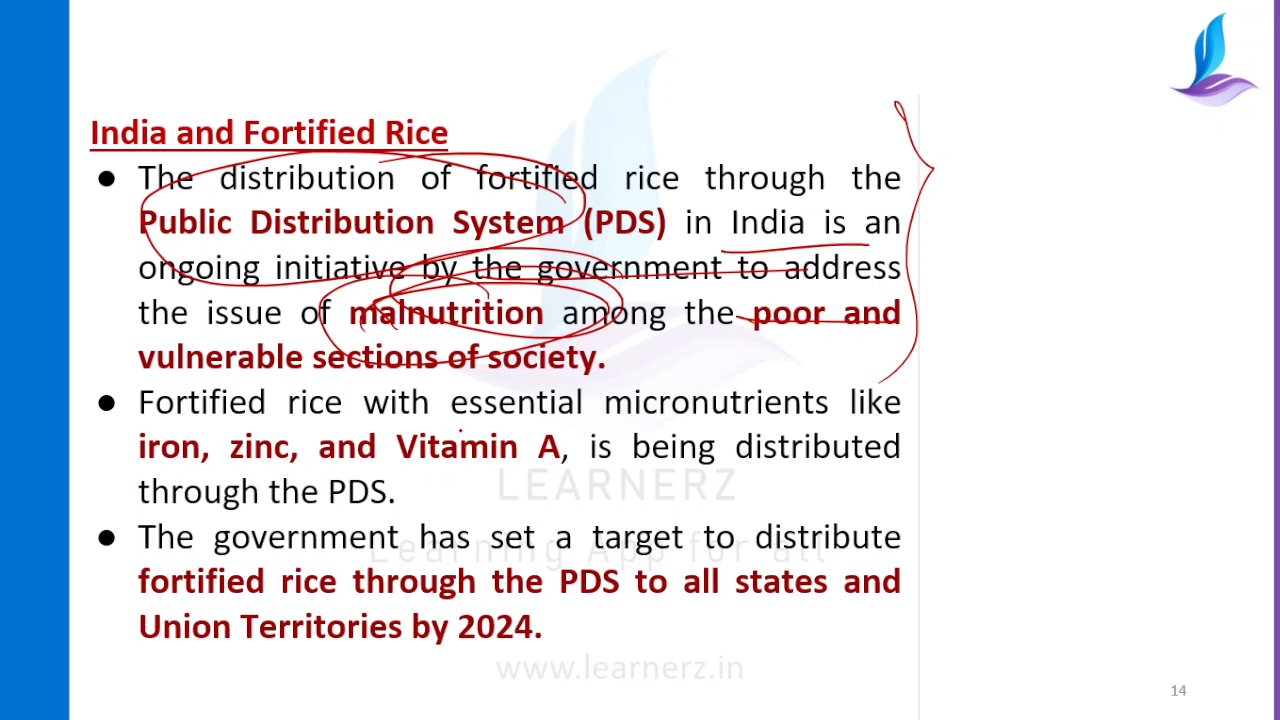 India and Fortified Rice
● The distribution of fortified rice through the
Public Distribution System (PDS) in India is an
ongoing initiative by the government to address
the issue of malnutrition among the poor and
vulnerable sections of society.
● Fortified rice with essential micronutrients like
iron, zinc, and Vitamin A, is being distributed
through the PDS.
LEARNERZ
● The government has set a target to distribute
Learning App for all
fortified rice through the PDS to all states and
Union Territories by 2024.
www.learnerz.in
14